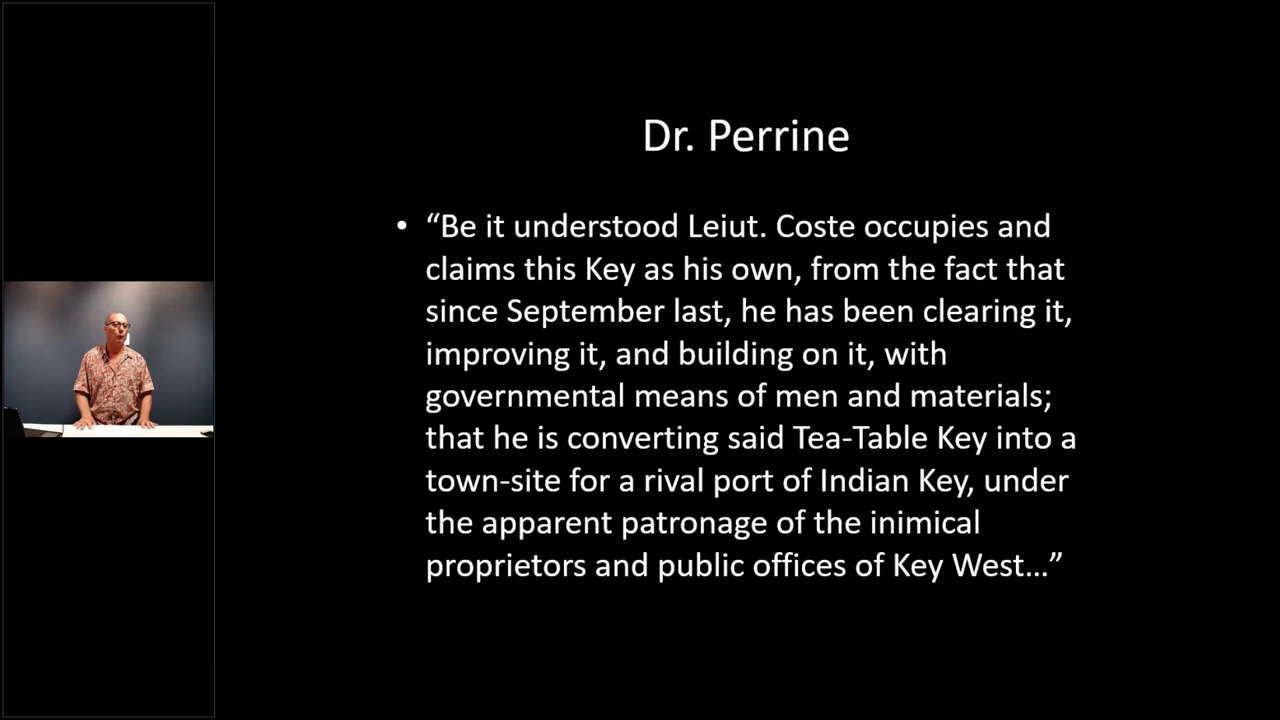 Dr. Perrine
• “Be it understood Leiut. Coste occupies and
claims this Key as his own, from the fact that
since September last, he has been clearing it,
improving it, and building on it, with
governmental means of men and materials;
that he is converting said Tea-Table Key into a
town-site for a rival port of Indian Key, under
the apparent patronage of the inimical
proprietors and public offices of Key West…”